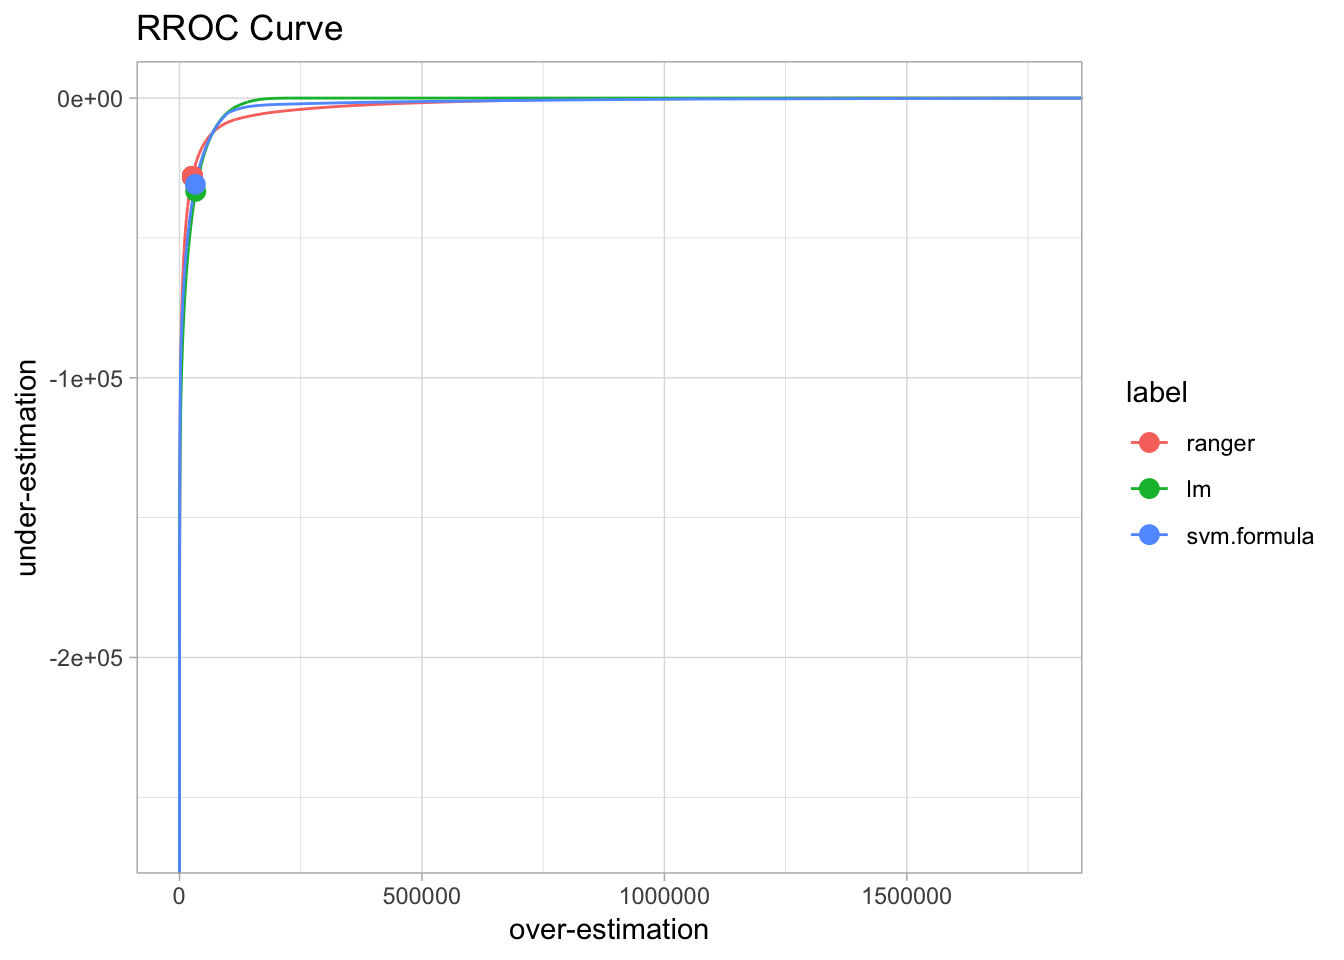 RROC Curve
0e+00
-1e+05
-2e+05
under-estimation
0
500000
1000000
1500000
over-estimation
label
ranger
lm
svm.formula